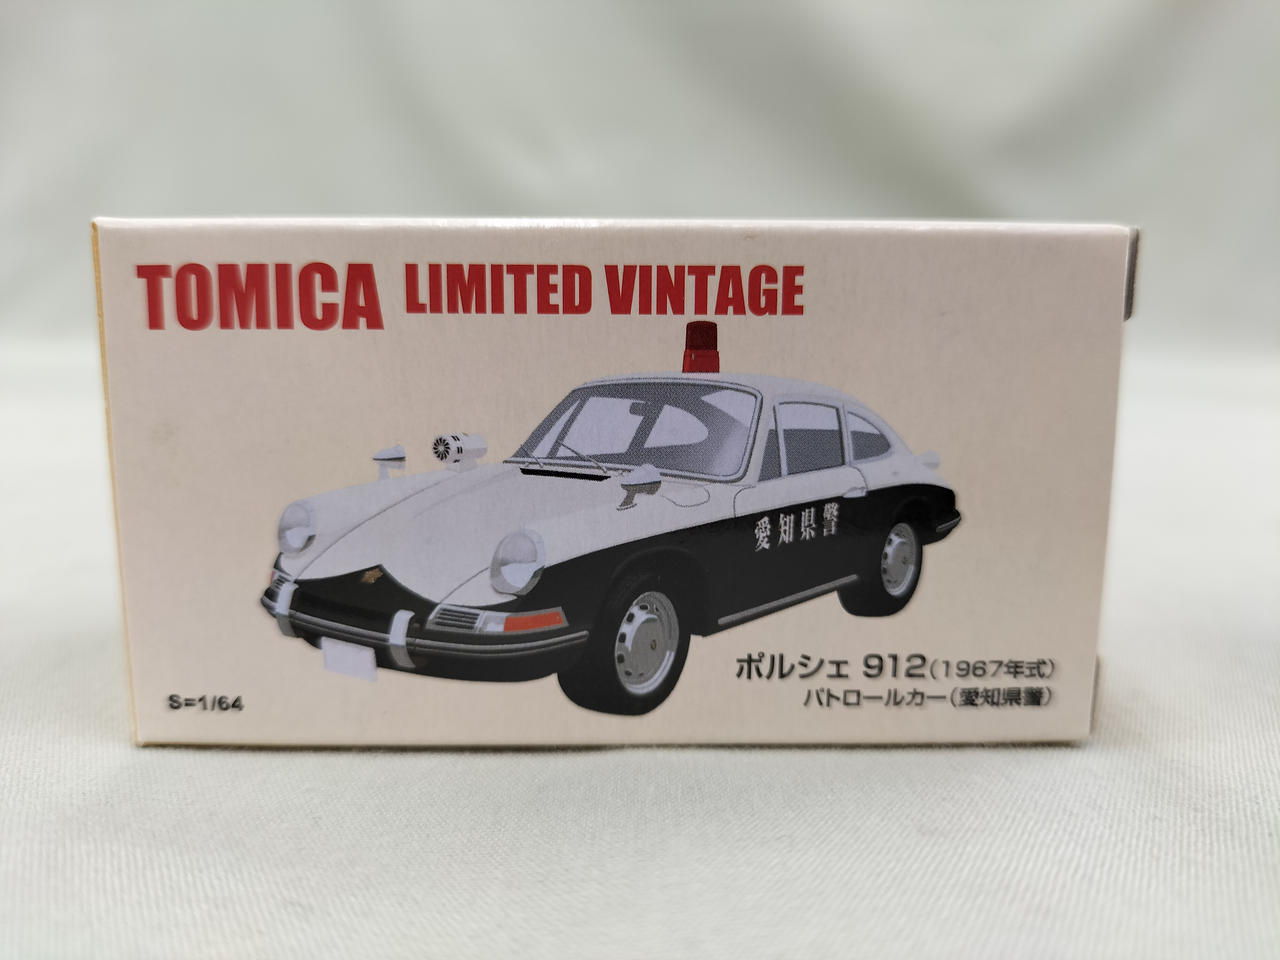 TOMICA LIMITED VINTAGE
愛知県警
ポルシェ 912(1967年式)
パトロールカー(愛知県警)
S=1/64